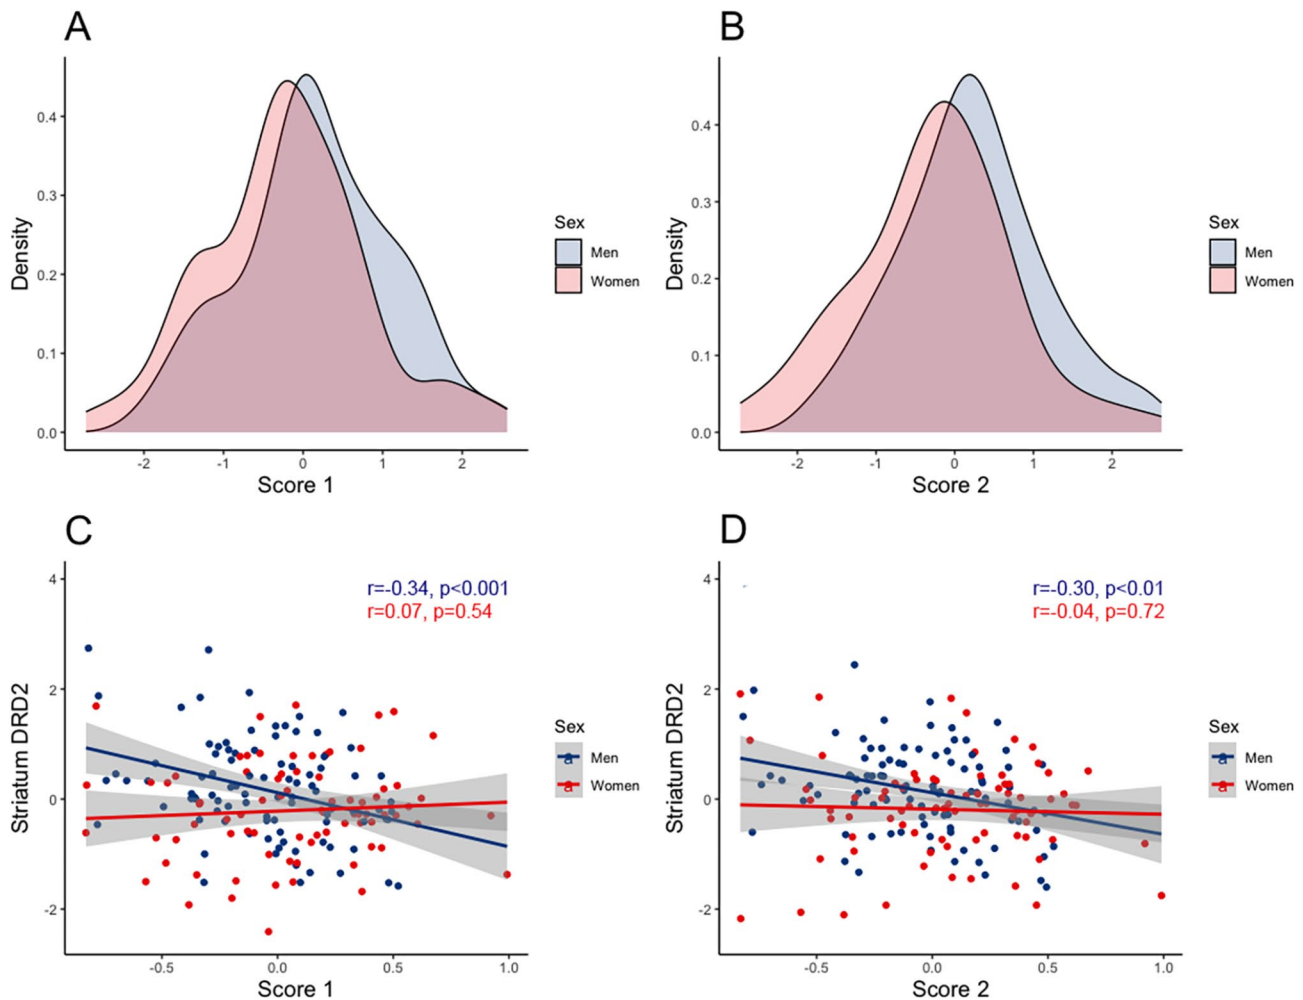 A
0.4
0.3
0.2
0.1
0.0
Density
-2
-1
0
1
2
Score 1
Sex
Men
Women
B
0.4
0.3
0.2
0.1
0.0
Density
-2
-1
0
1
2
Score 2
Sex
Men
Women
C
4
2
0
-2
Striatum DRD2
r=-0.34, p<0.001
r=0.07, p=0.54
-0.5
0.0
0.5
1.0
Score 1
Sex
a Men
a Women
D
4
2
0
-2
Striatum DRD2
r=-0.30, p<0.01
r=-0.04, p=0.72
-0.5
0.0
0.5
1.0
Score 2
Sex
a Men
a Women